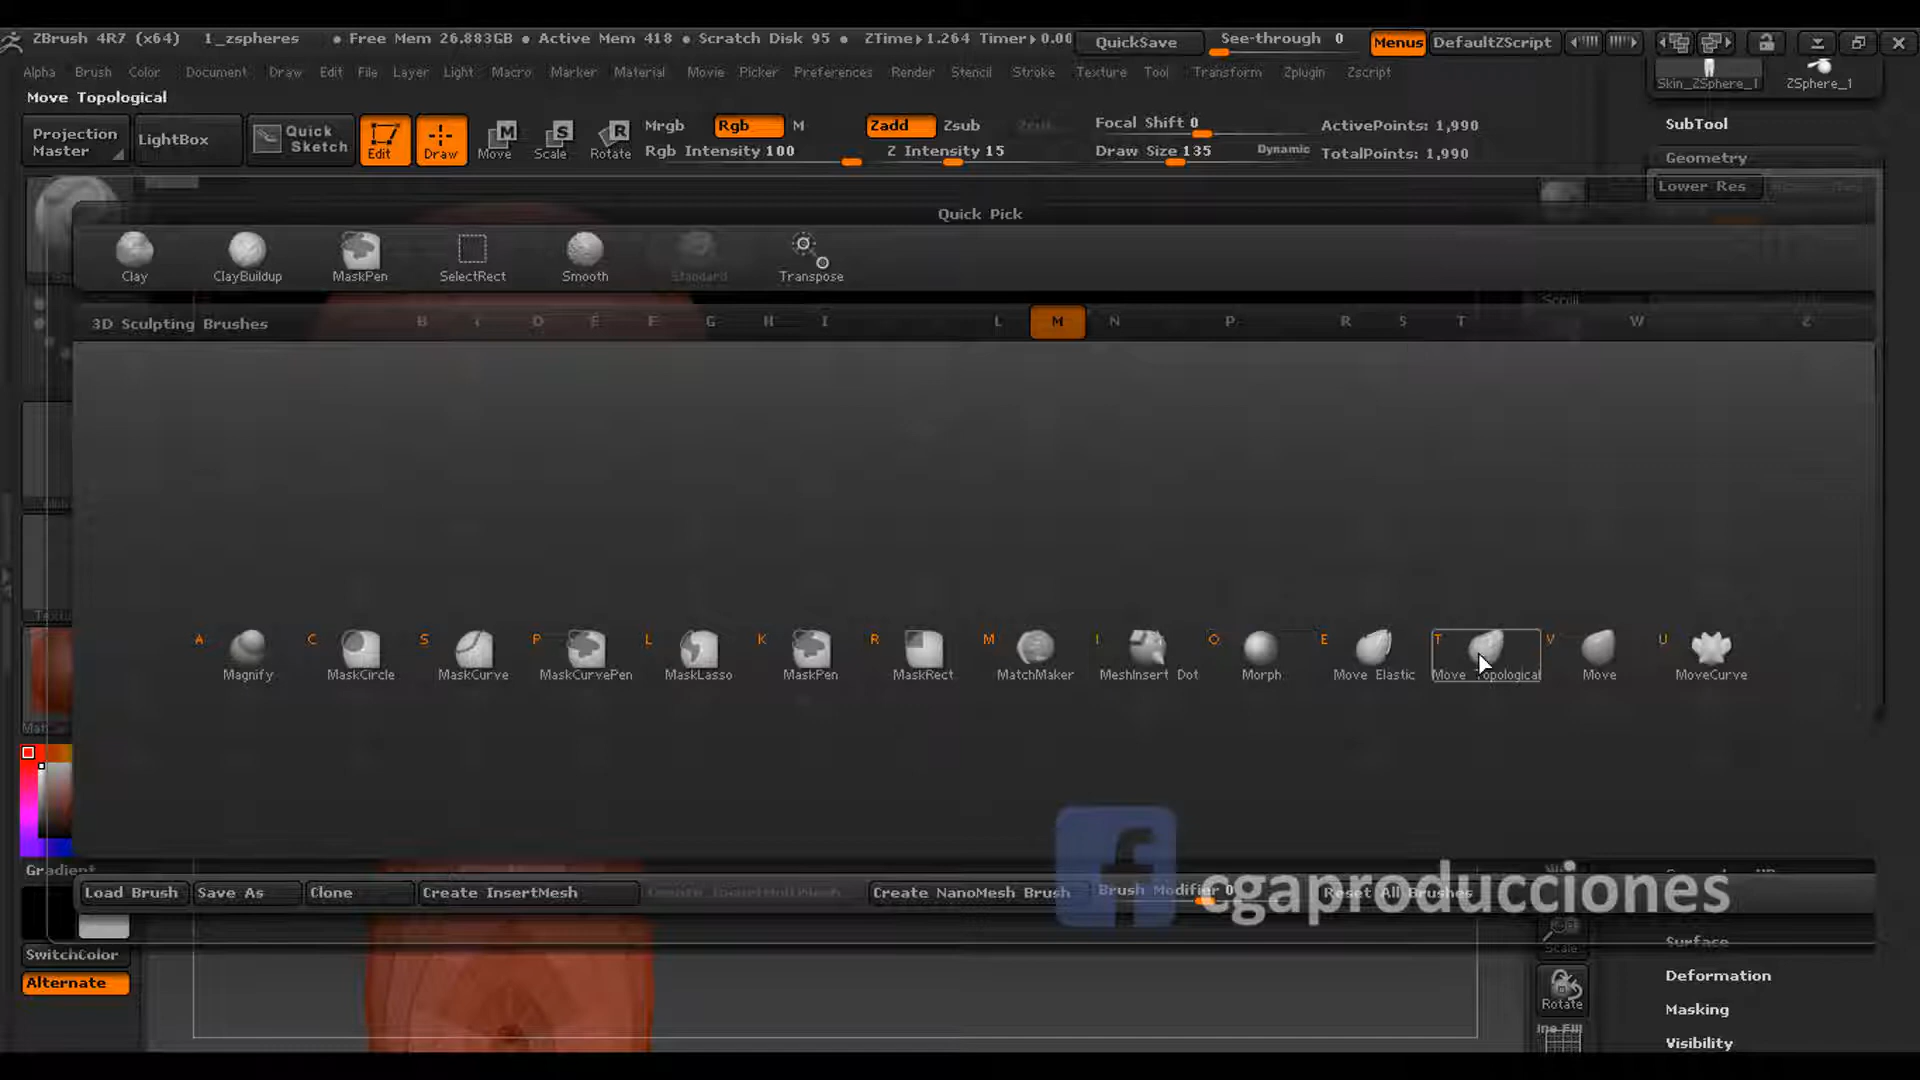 ZBrush 4R7 (x64) 1_zspheres • Free Mem 26.883GB • Active Mem 418 • Scratch Disk 95 • ZTime▸1.264 Timer▸0.00 QuickSave See-through 0 Menus DefaultZScript
Alpha Brush Color Document Draw Edit File Layer Light Macro Marker Material Movie Picker Preferences Render Stencil Stroke Texture Tool Transform Zplugin Zscript
Skin_ZSphere_1 ZSphere_1
Move Topological
Projection Master
LightBox
Quick Sketch
Edit Draw Move Scale Rotate
Mrgb Rgb M
Rgb Intensity 100
Zadd Zsub
Z Intensity 15
Focal Shift 0
Draw Size 135 Dynamic
ActivePoints: 1,990
TotalPoints: 1,990
SubTool
Geometry
Lower Res
Quick Pick
Clay ClayBuildup MaskPen SelectRect Smooth Standard Transpose
Scroll
3D Sculpting Brushes B D E F G H I L M N P R S T W Z
A Magnify
C MaskCircle
S MaskCurve
P MaskCurvePen
L MaskLasso
K MaskPen
R MaskRect
M MatchMaker
I MeshInsert Dot
O Morph
E Move Elastic
T Move Topological
V Move
U MoveCurve
Gradient
Load Brush Save As Clone Create InsertMesh Create NanoMesh Brush Brush Modifier 0 Reset All Brushes
f cgaproducciones
SwitchColor
Alternate
Scale
Rotate
Surface
Deformation
Masking
Visibility